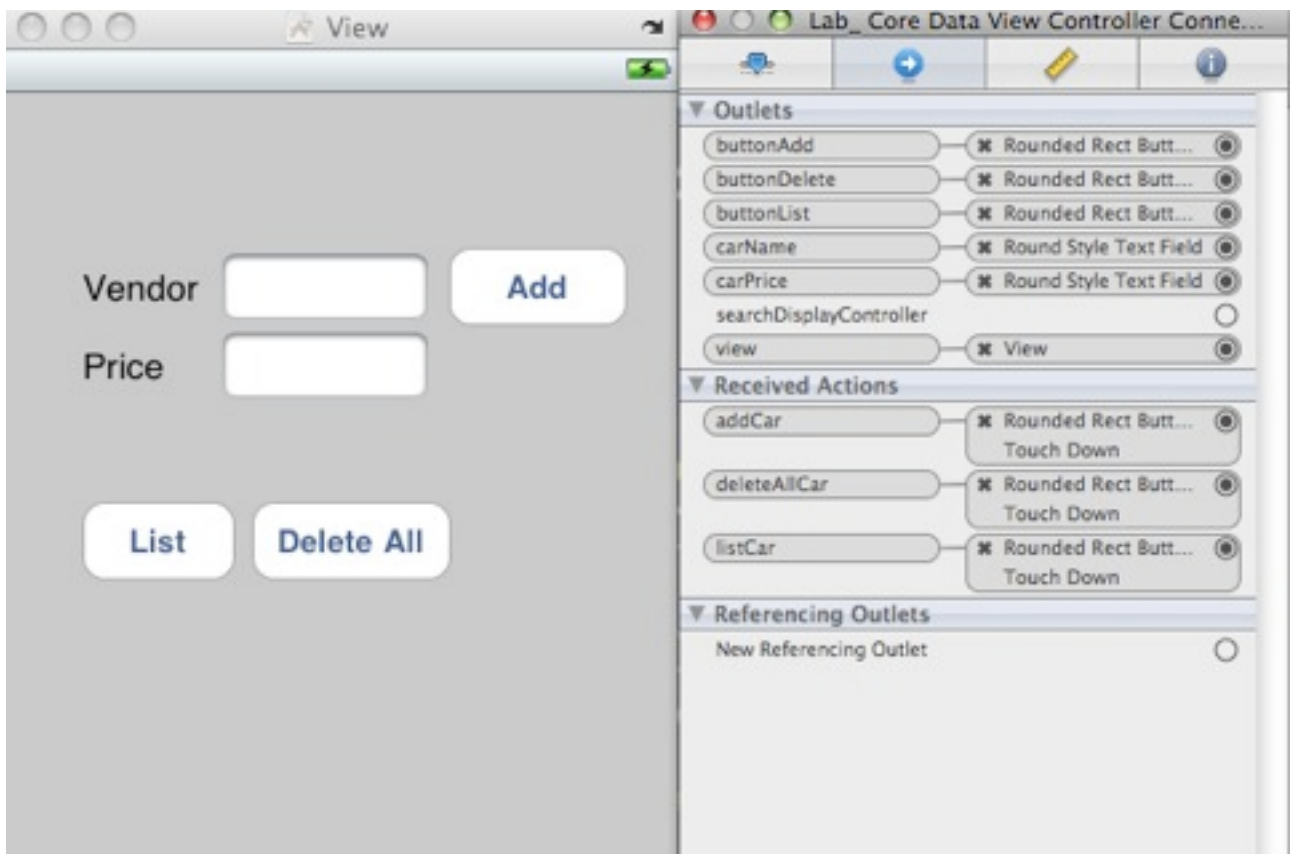 View
Vendor
Add
Price
List
Delete All
Lab_ Core Data View Controller Conne...
Outlets
buttonAdd
Rounded Rect Butt...
buttonDelete
Rounded Rect Butt...
buttonList
Rounded Rect Butt...
carName
Round Style Text Field
carPrice
Round Style Text Field
searchDisplayController
view
View
Received Actions
addCar
Rounded Rect Butt...
Touch Down
deleteAllCar
Rounded Rect Butt...
Touch Down
listCar
Rounded Rect Butt...
Touch Down
Referencing Outlets
New Referencing Outlet